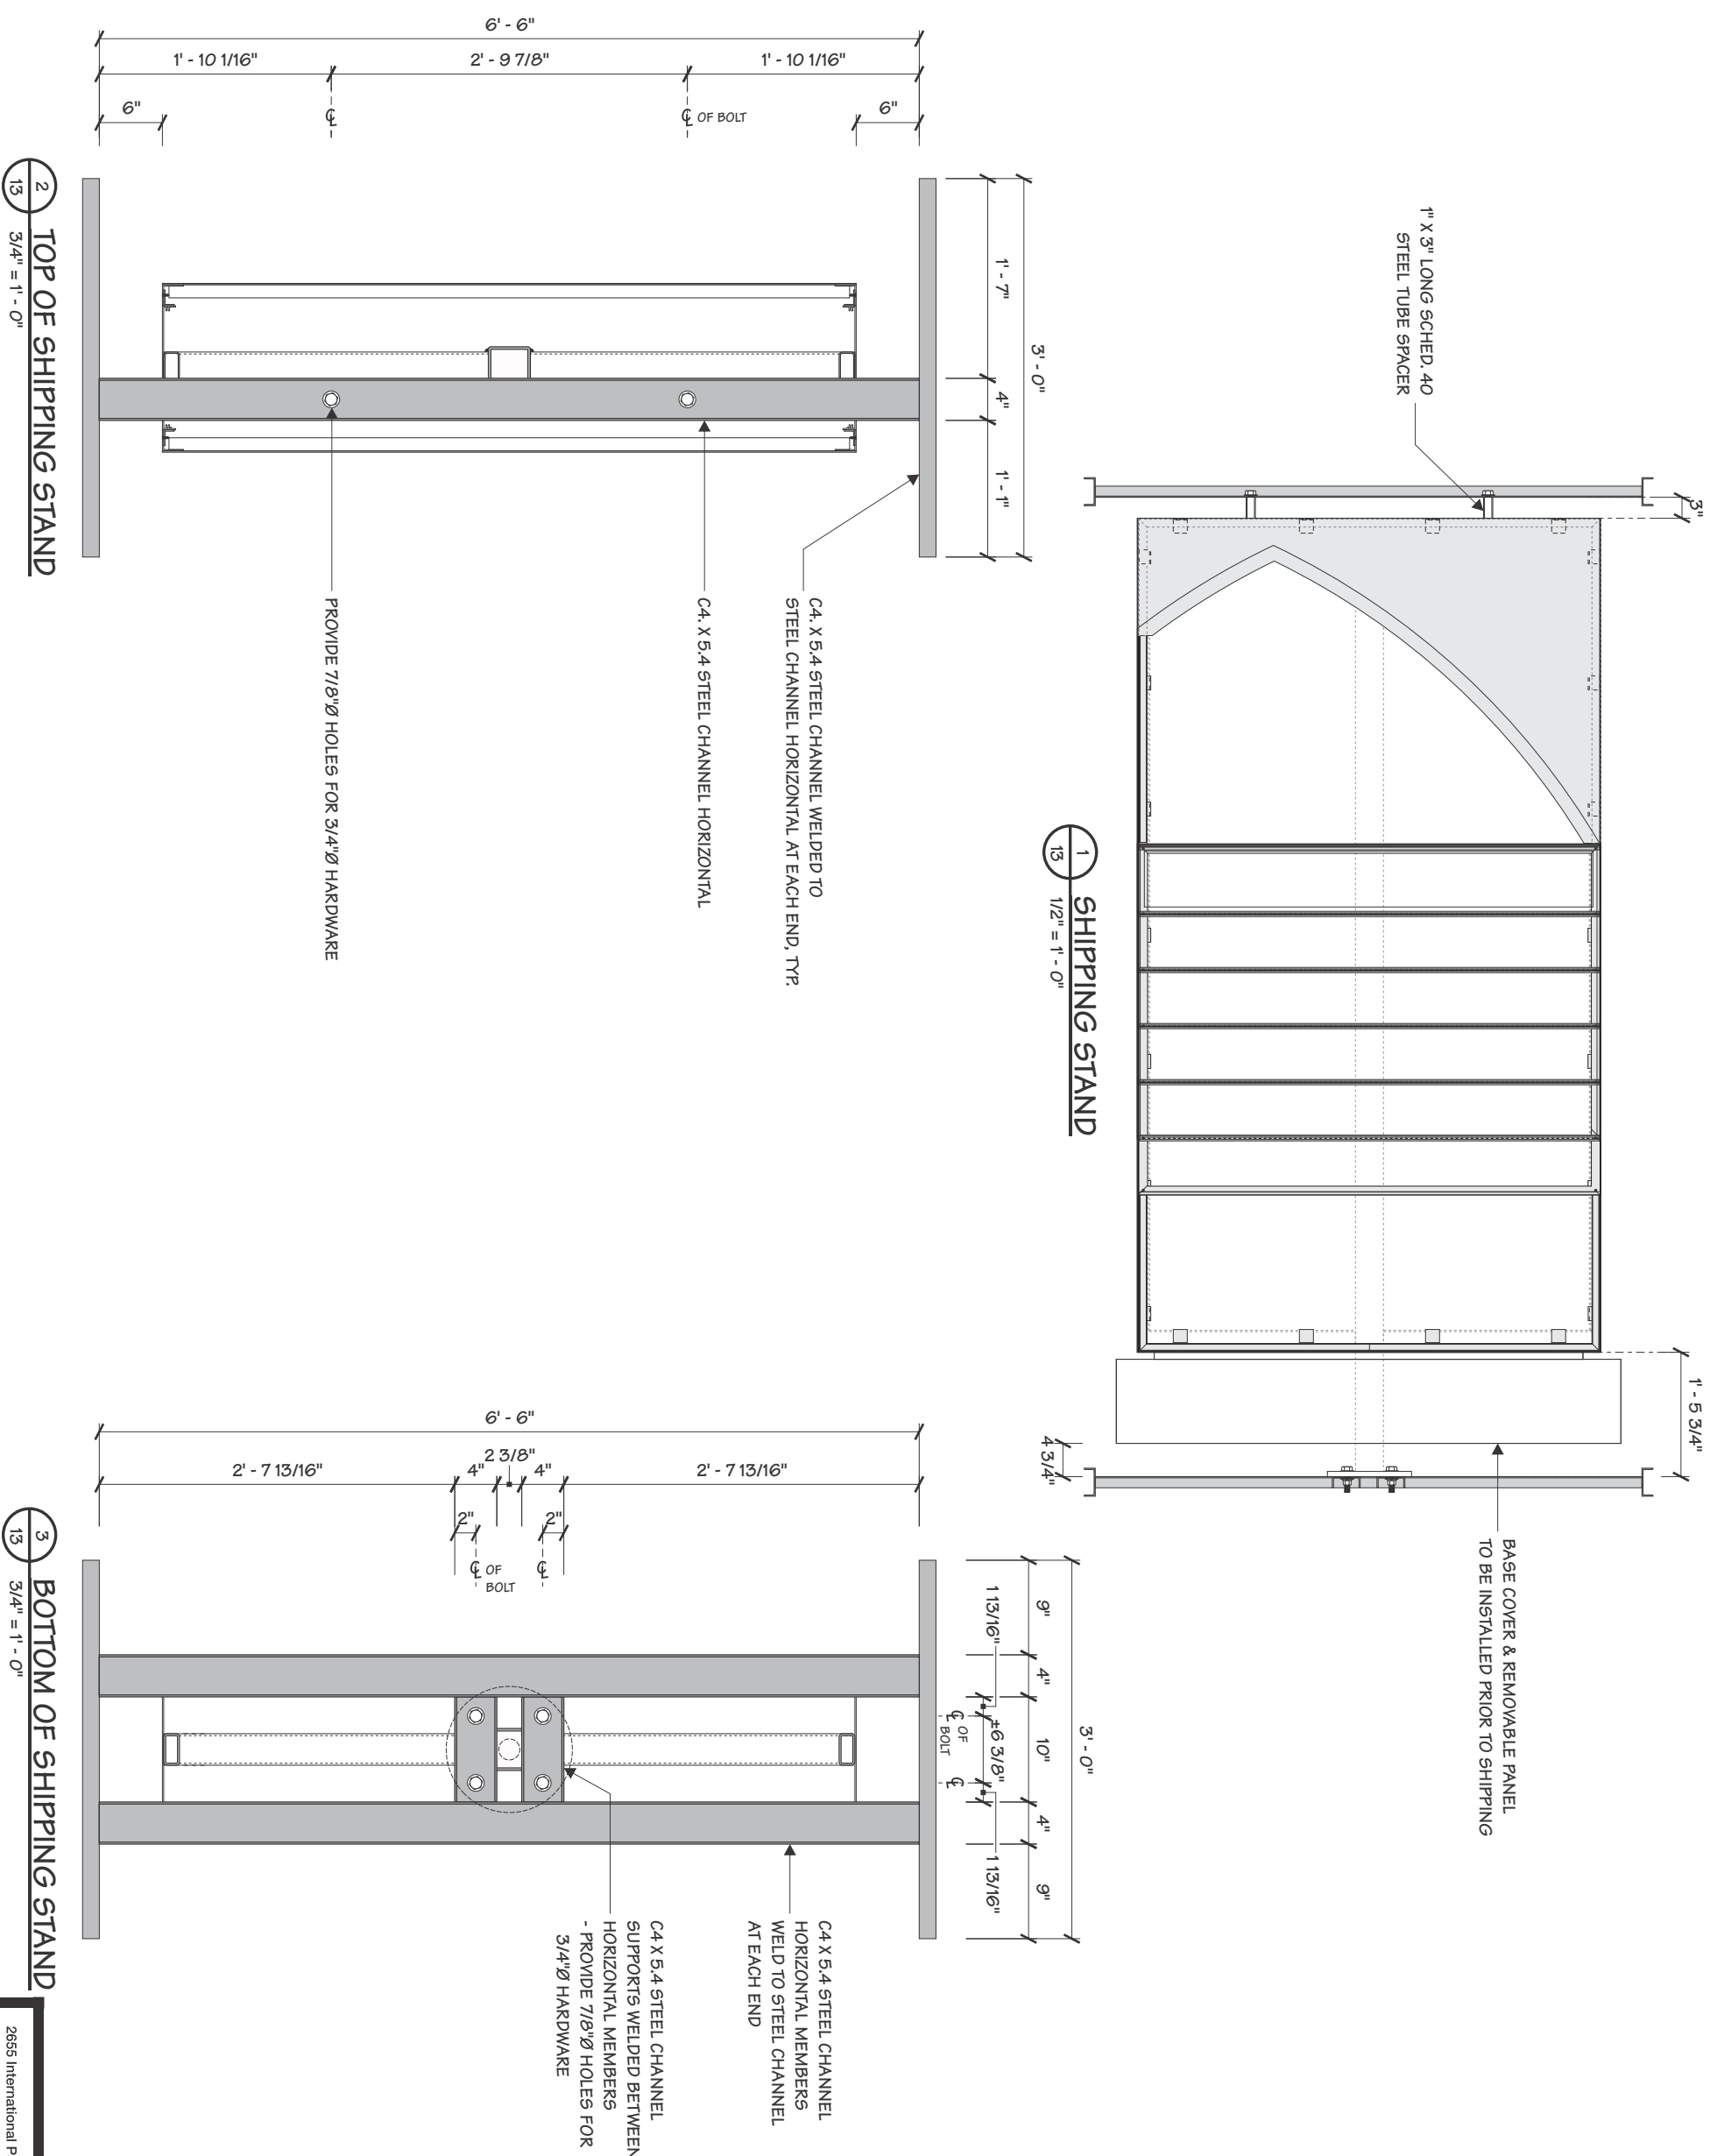 3"
1' - 5 3/4"
4 3/4"
1" X 3" LONG SCHED. 40
STEEL TUBE SPACER
BASE COVER & REMOVABLE PANEL
TO BE INSTALLED PRIOR TO SHIPPING
1
13
SHIPPING STAND
1/2" = 1' - 0"
6' - 6"
1' - 10 1/16"
2' - 9 7/8"
1' - 10 1/16"
6"
℄
℄ OF BOLT
6"
3' - 0"
1' - 7"
4"
1' - 1"
C4. X 5.4 STEEL CHANNEL WELDED TO
STEEL CHANNEL HORIZONTAL AT EACH END, TYP.
C4. X 5.4 STEEL CHANNEL HORIZONTAL
PROVIDE 7/8"Ø HOLES FOR 3/4"Ø HARDWARE
2
13
TOP OF SHIPPING STAND
3/4" = 1' - 0"
6' - 6"
2' - 7 13/16"
4"
2 3/8"
4"
2' - 7 13/16"
2"
2"
℄ OF
BOLT
℄
3' - 0"
9"
4"
10"
4"
9"
1 13/16"
±6 3/8"
1 13/16"
℄ OF
BOLT
℄
C4 X 5.4 STEEL CHANNEL
HORIZONTAL MEMBERS
WELD TO STEEL CHANNEL
AT EACH END
C4 X 5.4 STEEL CHANNEL
SUPPORTS WELDED BETWEEN
HORIZONTAL MEMBERS
- PROVIDE 7/8"Ø HOLES FOR
3/4"Ø HARDWARE
3
13
BOTTOM OF SHIPPING STAND
3/4" = 1' - 0"
2655 International P